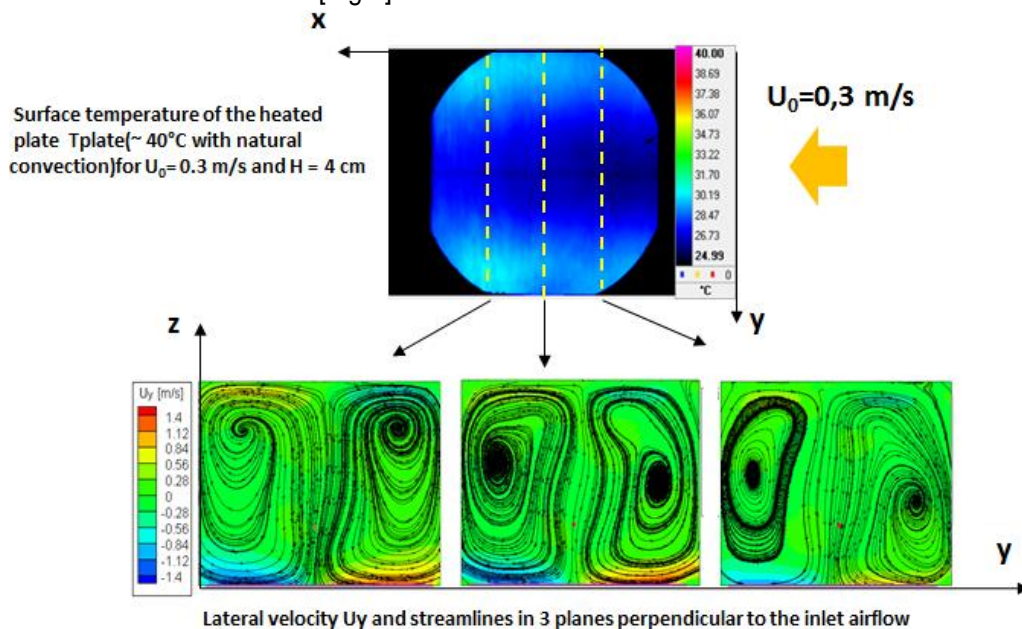 x
40.00
38.69
37.38
36.07
34.73
33.22
31.70
30.19
28.47
26.73
24.99
0
°C
U₀=0,3 m/s
Surface temperature of the heated
plate Tplate(~ 40°C with natural
convection)for U₀= 0.3 m/s and H = 4 cm
y
z
Uy [m/s]
1.4
1.12
0.84
0.56
0.28
0
-0.28
-0.56
-0.84
-1.12
-1.4
y
Lateral velocity Uy and streamlines in 3 planes perpendicular to the inlet airflow